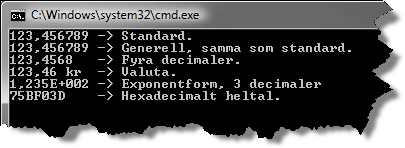 C:\Windows\system32\cmd.exe
123,456789 -> Standard.
123,456789 -> Generell, samma som standard.
123,4568 -> Fyra decimaler.
123,46 kr -> Valuta.
1,235E+002 -> Exponentform, 3 decimaler
75BF03D -> Hexadecimalt heltal.